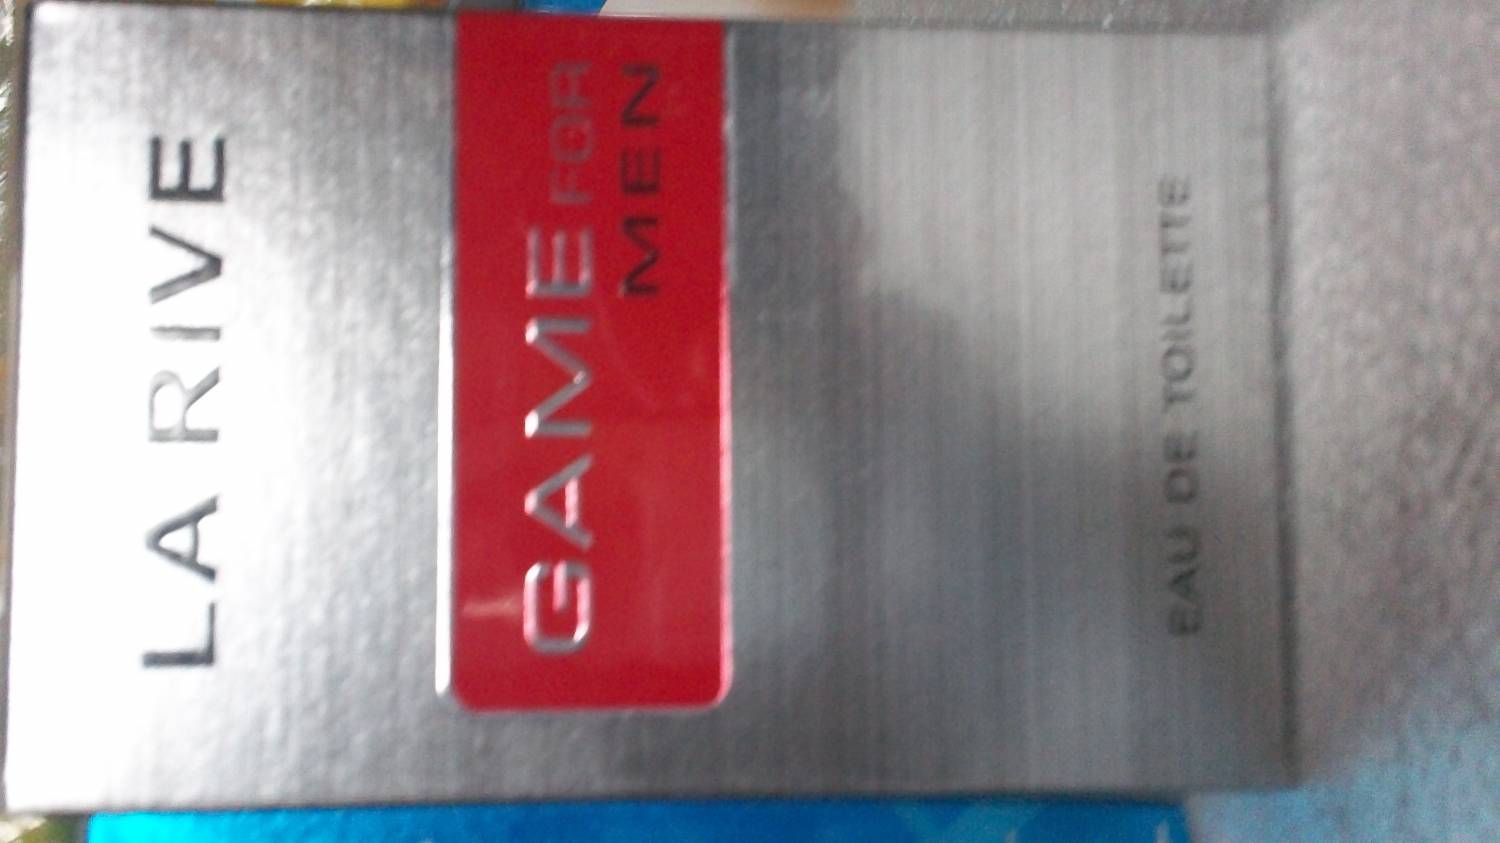 LA RIVE
GAME FOR
MEN
EAU DE TOILETTE